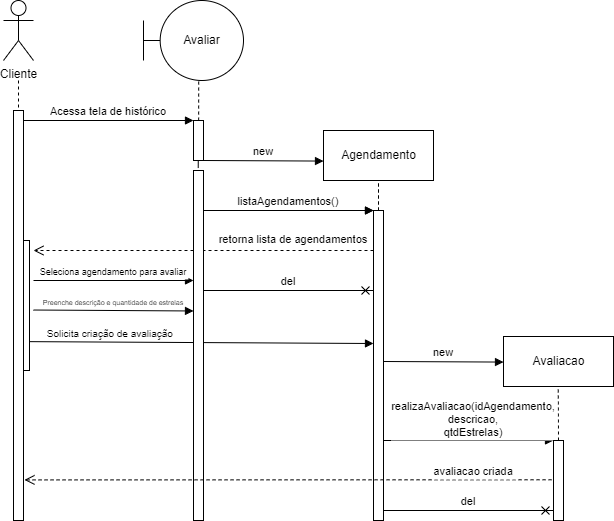 Avaliar
Cliente
Acessa tela de histórico
new
Agendamento
listaAgendamentos()
retorna lista de agendamentos
Seleciona agendamento para avaliar
del
Preenche descrição e quantidade de estrelas
Solicita criação de avaliação
new
Avaliacao
realizaAvaliacao(idAgendamento,
descricao,
qtdEstrelas)
avaliacao criada
del